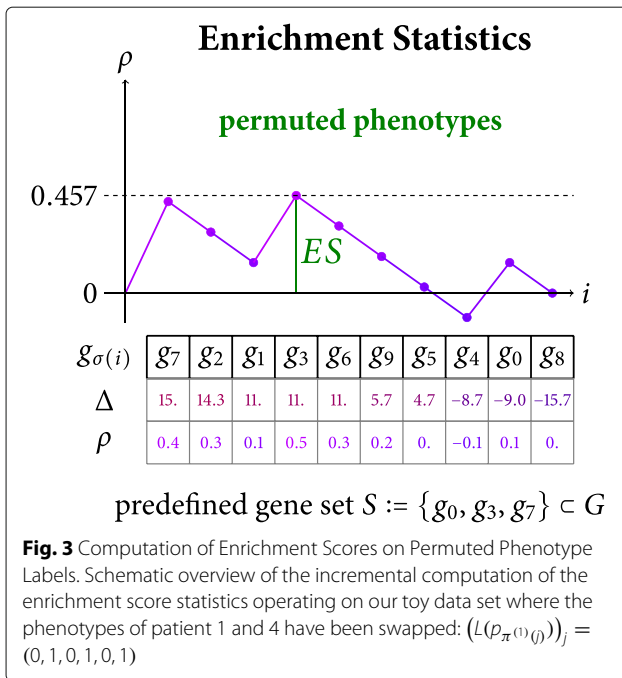 Enrichment Statistics
ρ
permuted phenotypes
0.457
ES
0
i
g_σ(i) g₇ g₂ g₁ g₃ g₆ g₉ g₅ g₄ g₀ g₈
Δ 15. 14.3 11. 11. 11. 5.7 4.7 −8.7 −9.0 −15.7
ρ 0.4 0.3 0.1 0.5 0.3 0.2 0. −0.1 0.1 0.
predefined gene set S := {g₀, g₃, g₇} ⊂ G
Fig. 3 Computation of Enrichment Scores on Permuted Phenotype
Labels. Schematic overview of the incremental computation of the
enrichment score statistics operating on our toy data set where the
phenotypes of patient 1 and 4 have been swapped: (L(p_π⁽¹⁾(j)))_j =
(0, 1, 0, 1, 0, 1)